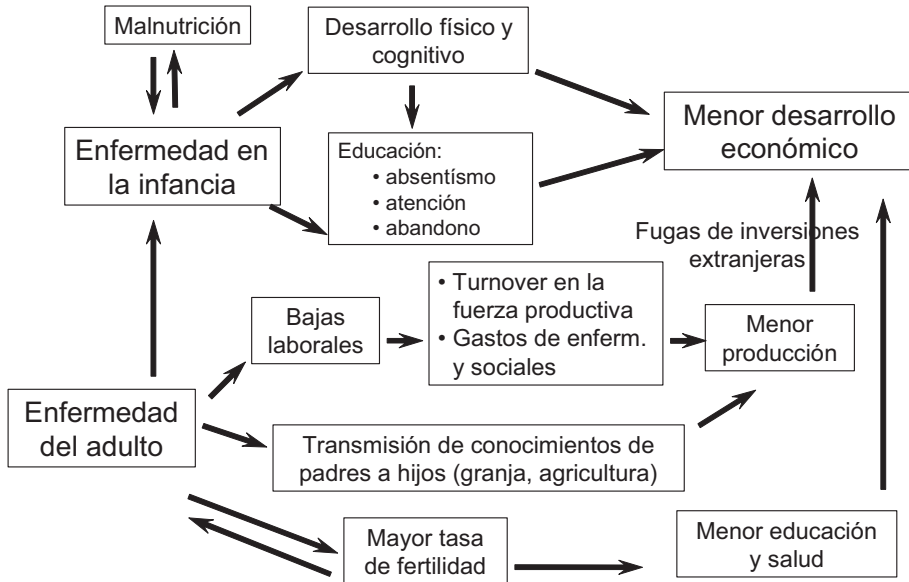 Malnutrición
Desarrollo físico y
cognitivo
Enfermedad en
la infancia
Educación:
• absentísmo
• atención
• abandono
Menor desarrollo
económico
Fugas de inversiones
extranjeras
Bajas
laborales
• Turnover en la
fuerza productiva
• Gastos de enferm.
y sociales
Menor
producción
Enfermedad
del adulto
Transmisión de conocimientos de
padres a hijos (granja, agricultura)
Mayor tasa
de fertilidad
Menor educación
y salud